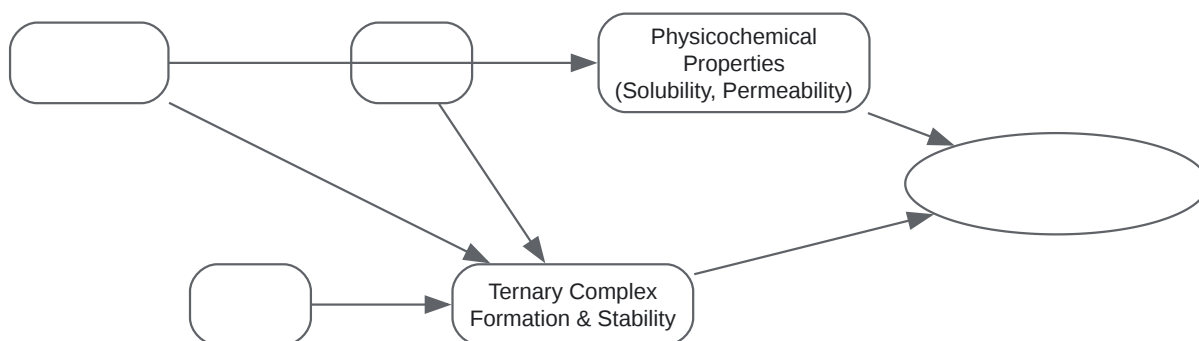 Physicochemical
Properties
(Solubility, Permeability)
Ternary Complex
Formation & Stability